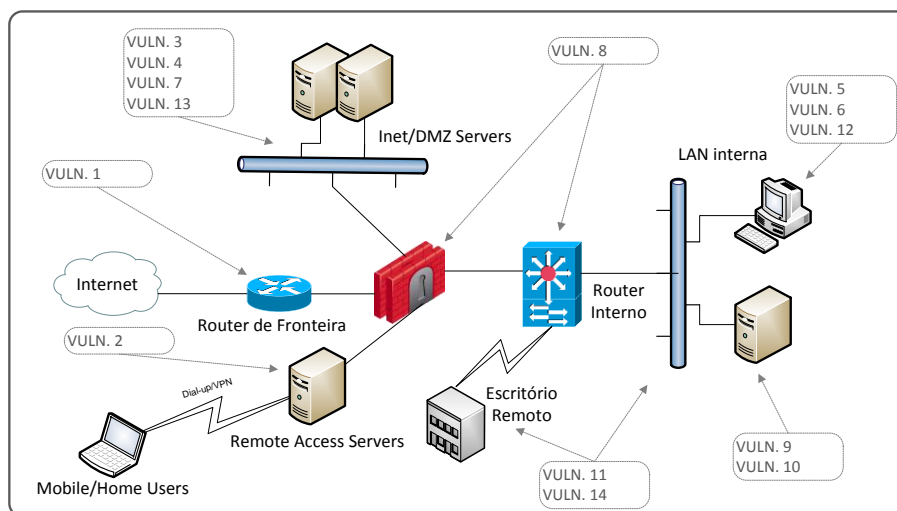 VULN. 3
VULN. 4
VULN. 7
VULN. 13
VULN. 8
VULN. 5
VULN. 6
VULN. 12
Inet/DMZ Servers
LAN interna
VULN. 1
Internet
Router de Fronteira
Router
Interno
VULN. 2
Dial-up/VPN
Remote Access Servers
Escritório
Remoto
Mobile/Home Users
VULN. 9
VULN. 10
VULN. 11
VULN. 14